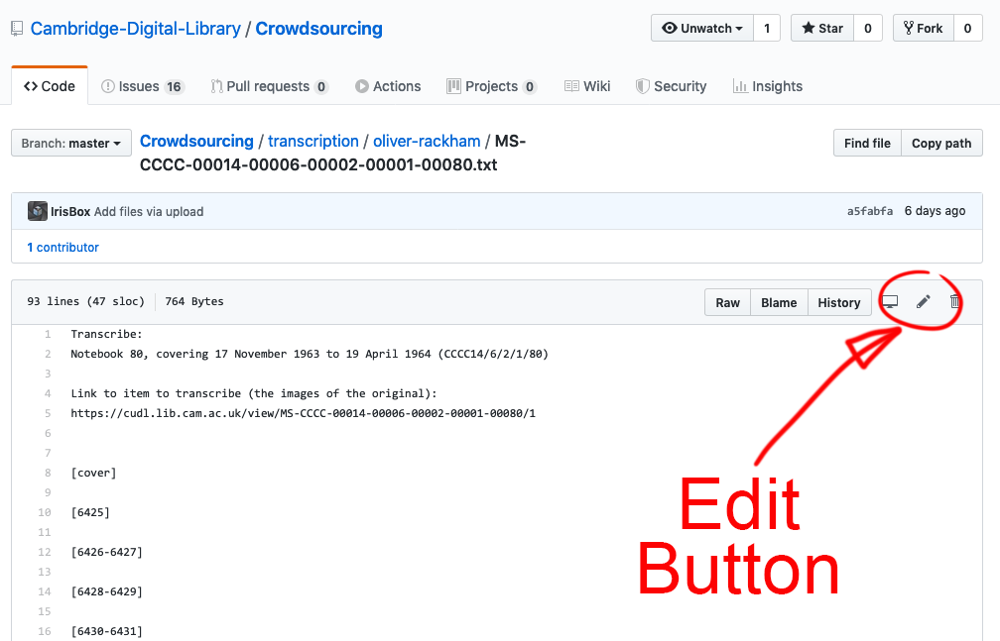 Cambridge-Digital-Library / Crowdsourcing
Unwatch 1 Star 0 Fork 0
<> Code Issues 16 Pull requests 0 Actions Projects 0 Wiki Security Insights
Branch: master Crowdsourcing / transcription / oliver-rackham / MS-
CCCC-00014-00006-00002-00001-00080.txt
Find file Copy path
IrisBox Add files via upload a5fabfa 6 days ago
1 contributor
93 lines (47 sloc) 764 Bytes Raw Blame History
1 Transcribe:
2 Notebook 80, covering 17 November 1963 to 19 April 1964 (CCCC14/6/2/1/80)
3
4 Link to item to transcribe (the images of the original):
5 https://cudl.lib.cam.ac.uk/view/MS-CCCC-00014-00006-00002-00001-00080/1
6
7
8 [cover]
9
10 [6425]
11
12 [6426-6427]
13
14 [6428-6429]
15
16 [6430-6431]
Edit
Button